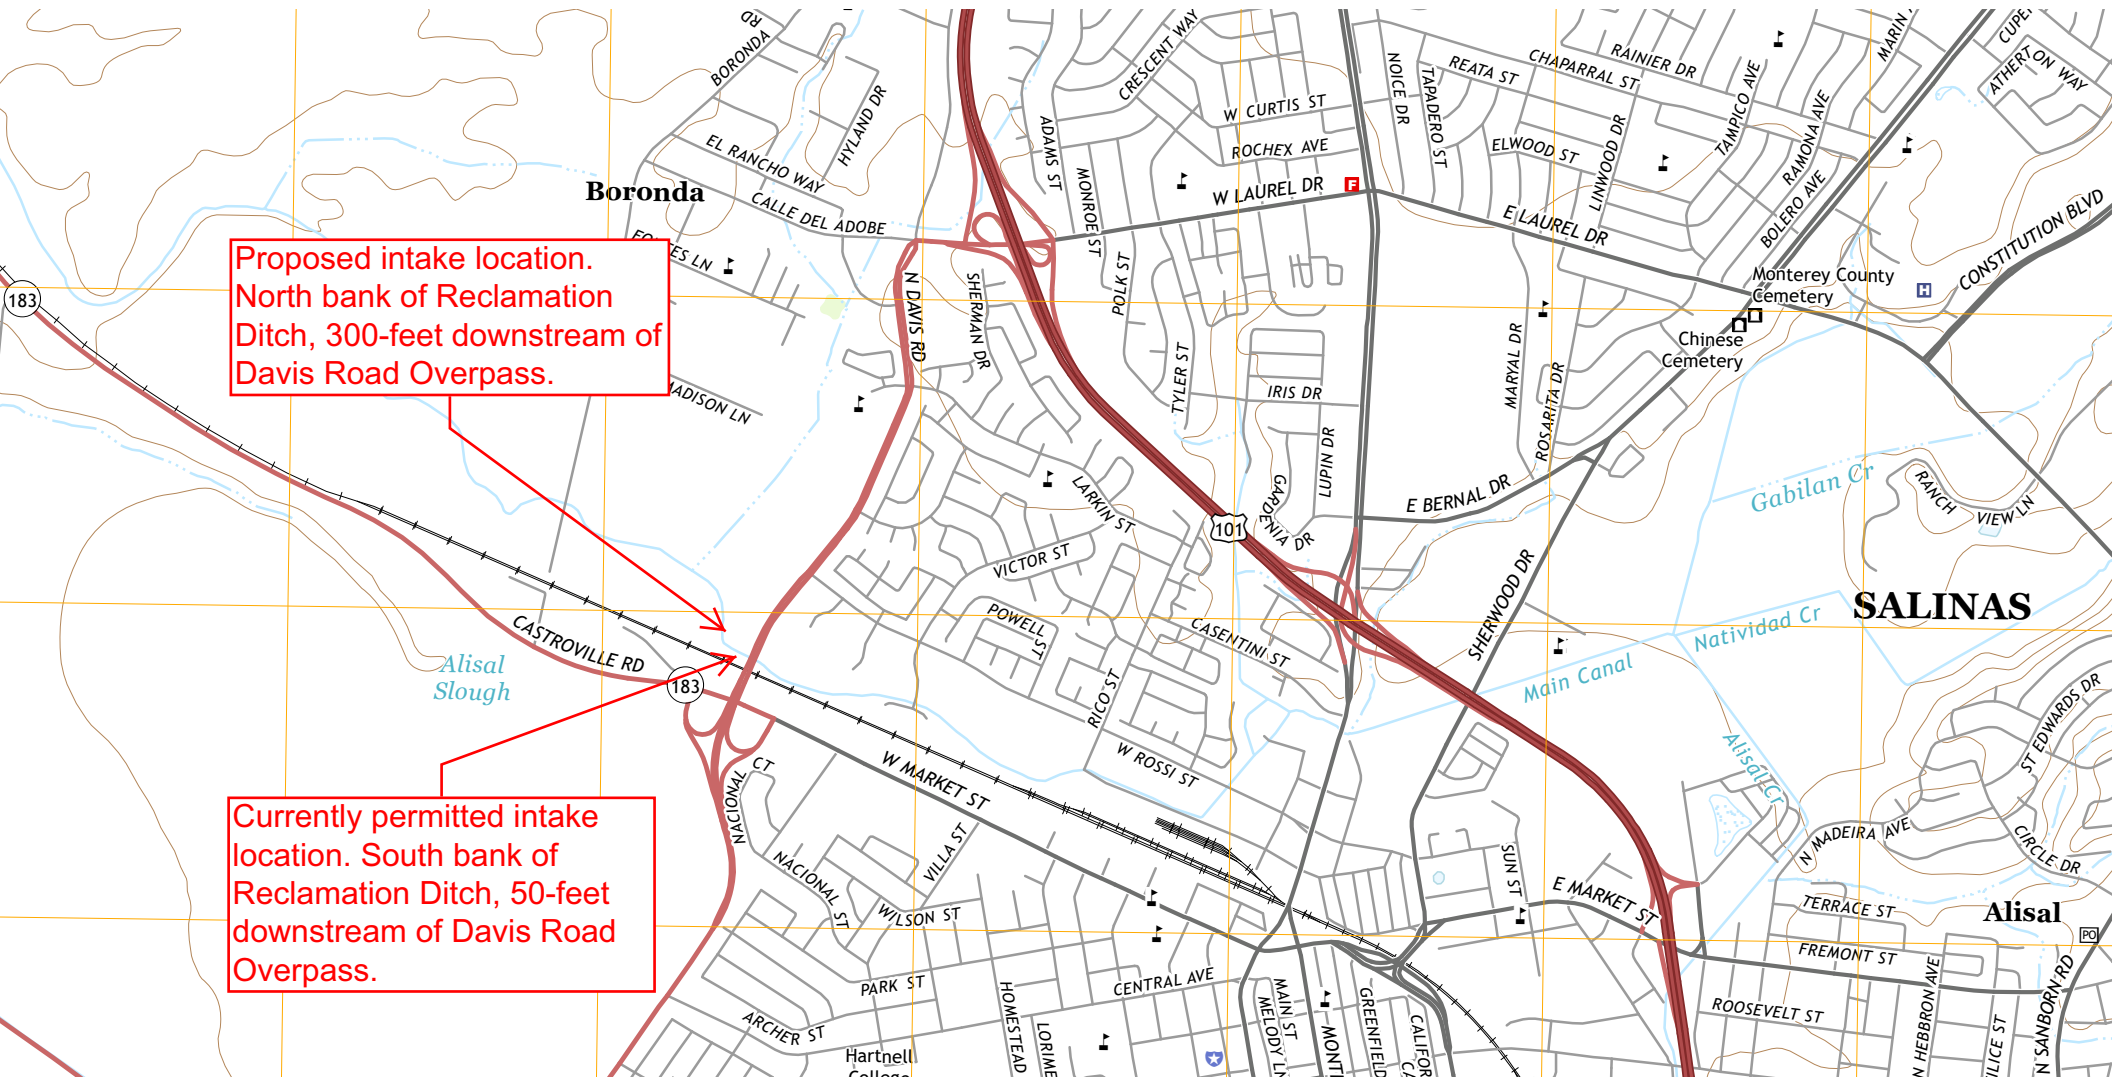 RD
BORONDA
HYLAND DR
EL RANCHO WAY
Boronda
CALLE DEL ADOBE
ADAMS ST
MONROE ST
CRESCENT WAY
W CURTIS ST
ROCHEX AVE
W LAUREL DR
F
NOICE DR
TAPADERO ST
REATA ST
CHAPARRAL ST
RAINIER DR
ELWOOD ST
LINWOOD DR
TAMPICO AVE
RAMONA AVE
BOLERO AVE
E LAUREL DR
ATHERTON WAY
CONSTITUTION BLVD
Monterey County
Cemetery
H
Chinese
Cemetery
Proposed intake location.
North bank of Reclamation
Ditch, 300-feet downstream of
Davis Road Overpass.
LN
183
N DAVIS RD
SHERMAN DR
POLK ST
TYLER ST
IRIS DR
LUPIN DR
GARDENIA DR
MARYAL DR
ROSARITA DR
E BERNAL DR
Gabilan Cr
RANCH
VIEW LN
101
LARKIN ST
VICTOR ST
POWELL
ST
CASENTINI ST
RICO ST
W ROSSI ST
SHERWOOD DR
SALINAS
Natividad Cr
Main Canal
Alisal Cr
ST EDWARDS DR
CASTROVILLE RD
183
Alisal
Slough
W MARKET ST
NACIONAL
CT
NACIONAL ST
VILLA ST
WILSON ST
Currently permitted intake
location. South bank of
Reclamation Ditch, 50-feet
downstream of Davis Road
Overpass.
PARK ST
ARCHER ST
CENTRAL AVE
HOMESTEAD
LORIME
Hartnell
MAIN ST
MELODY LN
MONT
GREENFIELD
CALIFOR
SUN ST
E MARKET ST
N MADEIRA AVE
CIRCLE DR
TERRACE ST
Alisal
PO
FREMONT ST
ROOSEVELT ST
N HEBBRON AVE
N SANBORN RD